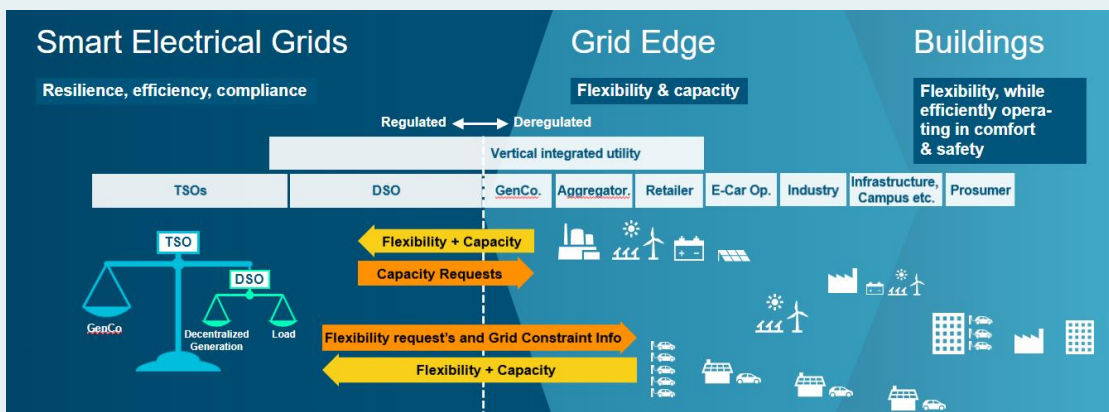 Smart Electrical Grids
Grid Edge
Buildings
Resilience, efficiency, compliance
Flexibility & capacity
Flexibility, while
efficiently opera-
ting in comfort
& safety
Regulated
Deregulated
Vertical integrated utility
TSOs
DSO
GenCo.
Aggregator.
Retailer
E-Car Op.
Industry
Infrastructure,
Campus etc.
Prosumer
TSO
DSO
GenCo
Decentralized
Generation
Load
Flexibility + Capacity
Capacity Requests
Flexibility request's and Grid Constraint Info
Flexibility + Capacity